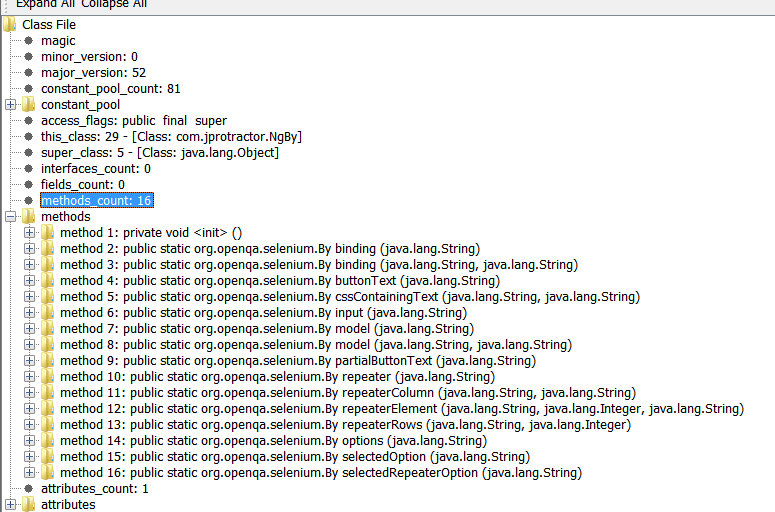 Expand All Collapse All
Class File
magic
minor_version: 0
major_version: 52
constant_pool_count: 81
constant_pool
access_flags: public final super
this_class: 29 - [Class: com.jprotractor.NgBy]
super_class: 5 - [Class: java.lang.Object]
interfaces_count: 0
fields_count: 0
methods_count: 16
methods
method 1: private void <init> ()
method 2: public static org.openqa.selenium.By binding (java.lang.String)
method 3: public static org.openqa.selenium.By binding (java.lang.String, java.lang.String)
method 4: public static org.openqa.selenium.By buttonText (java.lang.String)
method 5: public static org.openqa.selenium.By cssContainingText (java.lang.String, java.lang.String)
method 6: public static org.openqa.selenium.By input (java.lang.String)
method 7: public static org.openqa.selenium.By model (java.lang.String)
method 8: public static org.openqa.selenium.By model (java.lang.String, java.lang.String)
method 9: public static org.openqa.selenium.By partialButtonText (java.lang.String)
method 10: public static org.openqa.selenium.By repeater (java.lang.String)
method 11: public static org.openqa.selenium.By repeaterColumn (java.lang.String, java.lang.String)
method 12: public static org.openqa.selenium.By repeaterElement (java.lang.String, java.lang.Integer, java.lang.String)
method 13: public static org.openqa.selenium.By repeaterRows (java.lang.String, java.lang.Integer)
method 14: public static org.openqa.selenium.By options (java.lang.String)
method 15: public static org.openqa.selenium.By selectedOption (java.lang.String)
method 16: public static org.openqa.selenium.By selectedRepeaterOption (java.lang.String)
attributes_count: 1
attributes